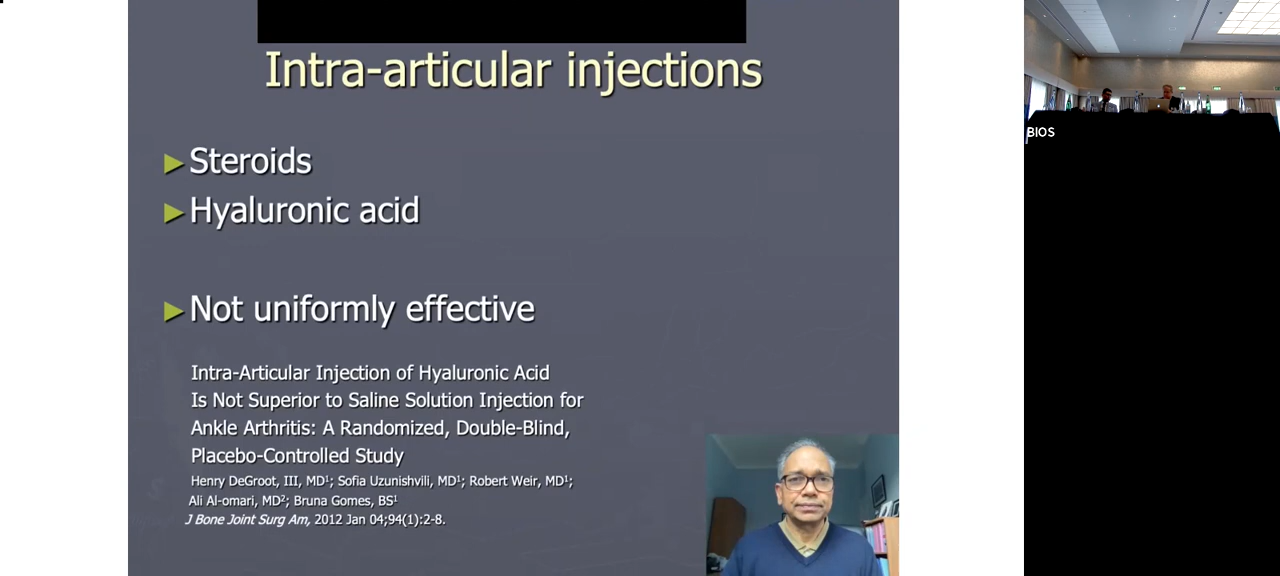 Intra-articular injections
►Steroids
►Hyaluronic acid
►Not uniformly effective
Intra-Articular Injection of Hyaluronic Acid
Is Not Superior to Saline Solution Injection for
Ankle Arthritis: A Randomized, Double-Blind,
Placebo-Controlled Study
Henry DeGroot, III, MD¹; Sofia Uzunishvili, MD¹; Robert Weir, MD¹;
Ali Al-omari, MD²; Bruna Gomes, BS¹
J Bone Joint Surg Am, 2012 Jan 04;94(1):2-8.
BIOS